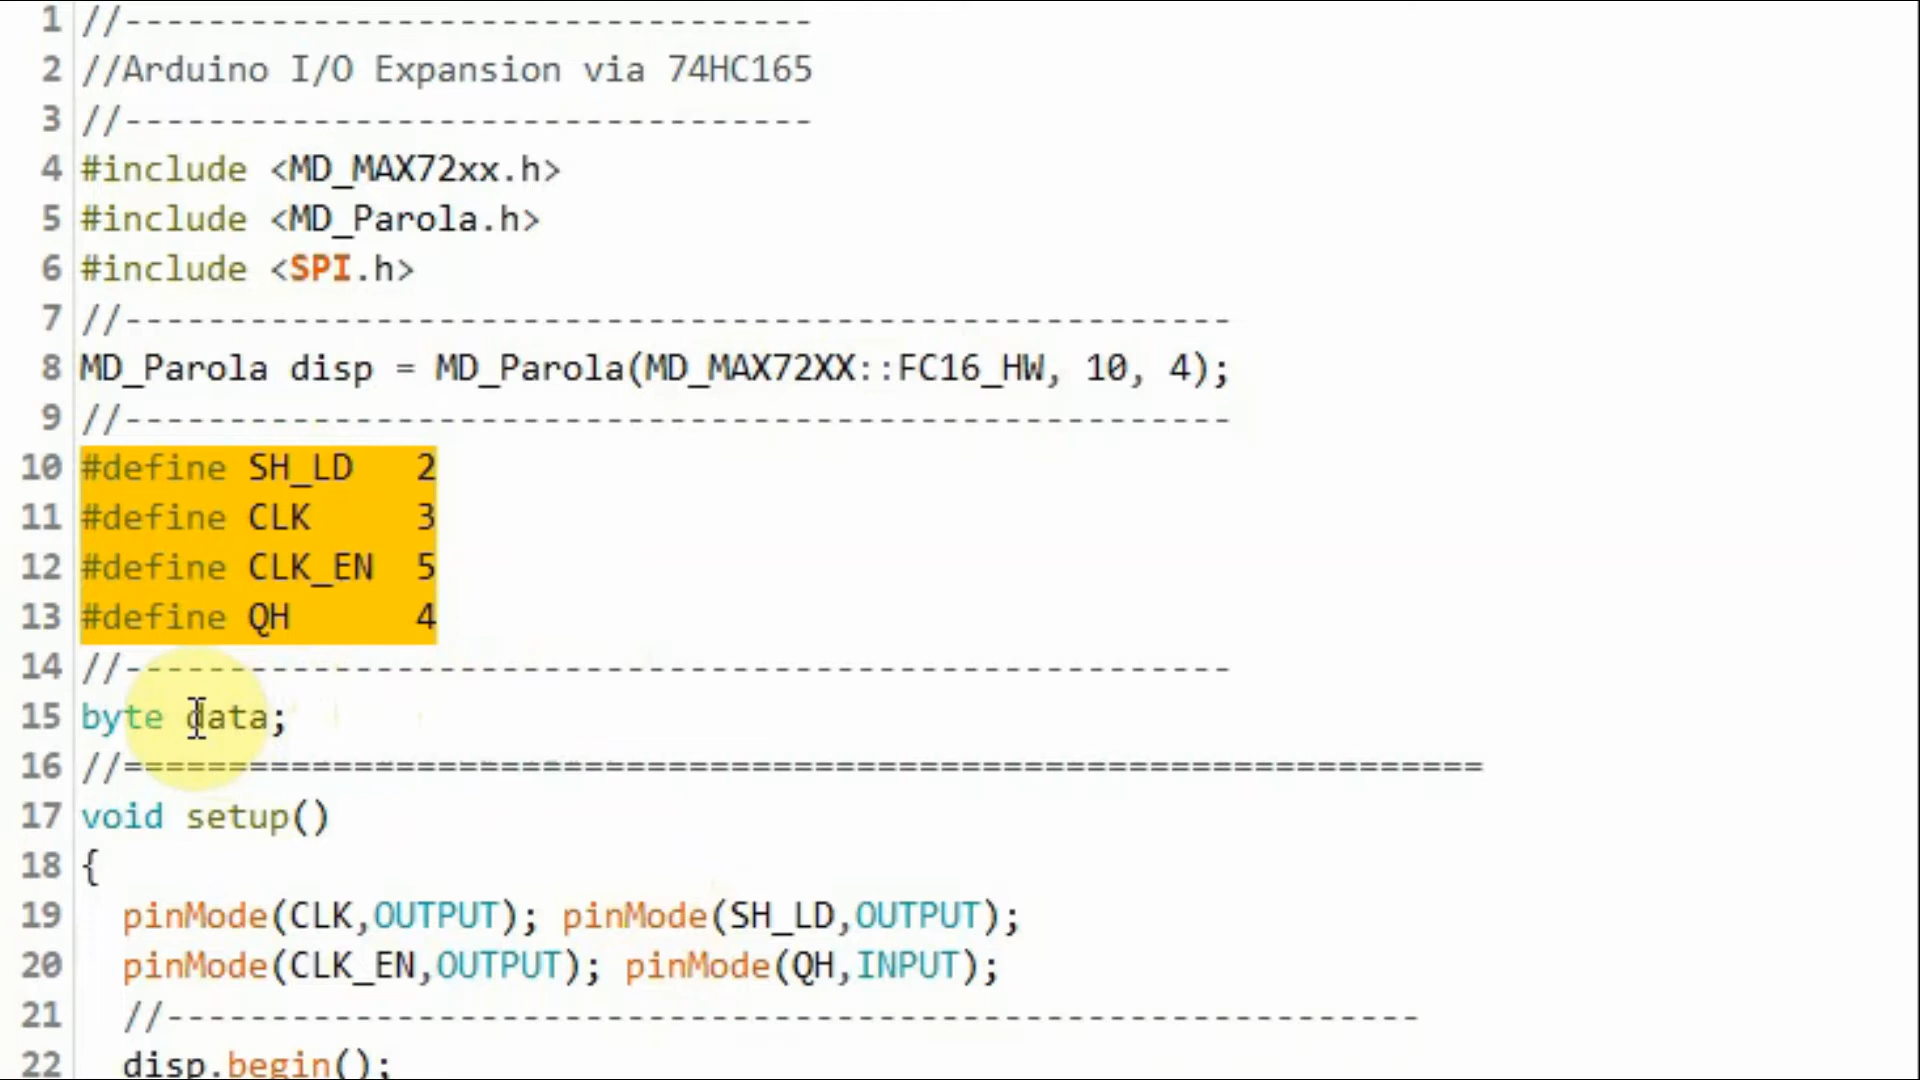 1 //---------------------------------
2 //Arduino I/O Expansion via 74HC165
3 //---------------------------------
4 #include <MD_MAX72xx.h>
5 #include <MD_Parola.h>
6 #include <SPI.h>
7 //-----------------------------------------------------
8 MD_Parola disp = MD_Parola(MD_MAX72XX::FC16_HW, 10, 4);
9 //-----------------------------------------------------
10 #define SH_LD   2
11 #define CLK     3
12 #define CLK_EN  5
13 #define QH      4
14 //-----------------------------------------------------
15 byte data;
16 //=================================================================
17 void setup()
18 {
19   pinMode(CLK,OUTPUT); pinMode(SH_LD,OUTPUT);
20   pinMode(CLK_EN,OUTPUT); pinMode(QH,INPUT);
21   //------------------------------------------------------------
22   disp.begin();